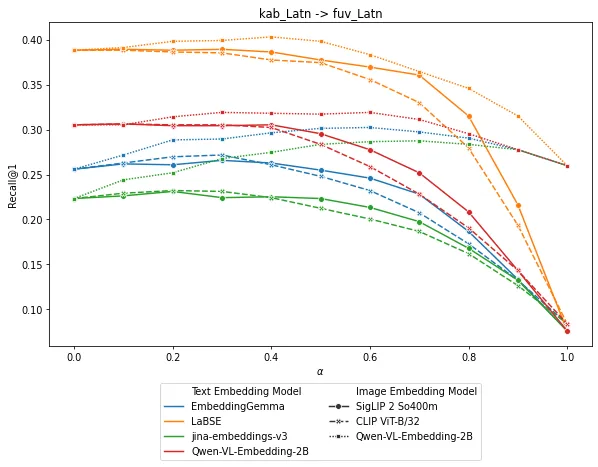 kab_Latn -> fuv_Latn
Recall@1
0.40
0.35
0.30
0.25
0.20
0.15
0.10
0.0 0.2 0.4 0.6 0.8 1.0
α
Text Embedding Model
EmbeddingGemma
LaBSE
jina-embeddings-v3
Qwen-VL-Embedding-2B
Image Embedding Model
SigLIP 2 So400m
CLIP ViT-B/32
Qwen-VL-Embedding-2B